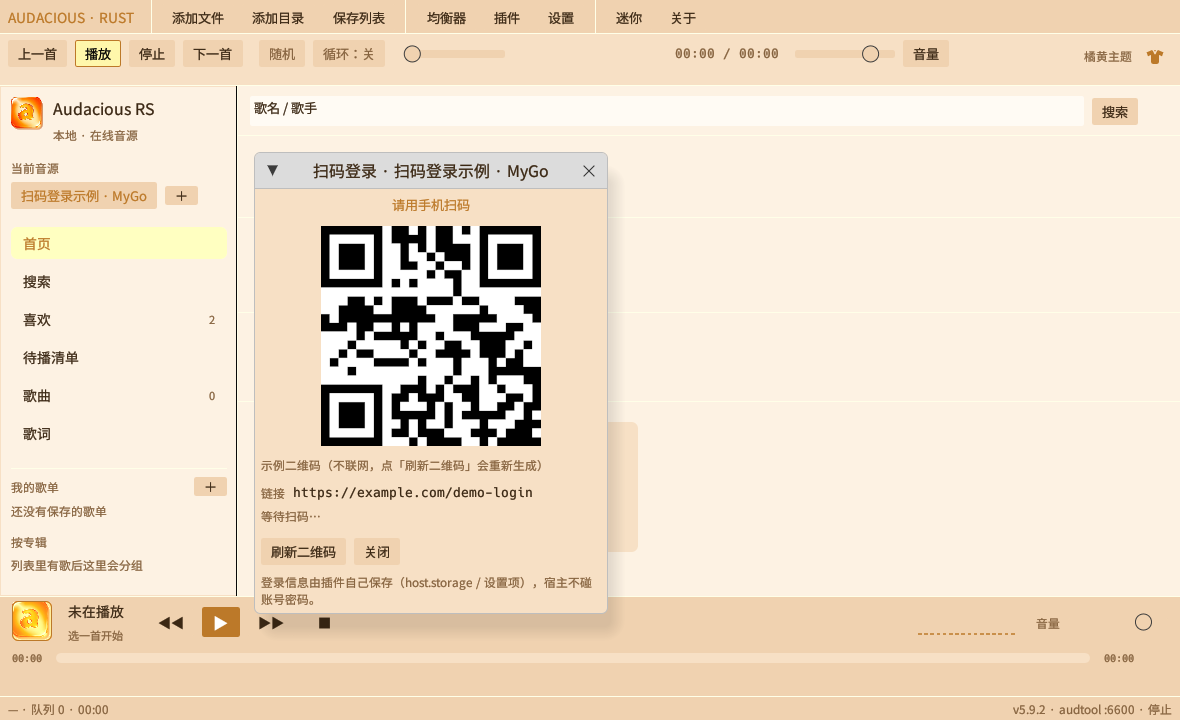 AUDACIOUS · RUST 添加文件 添加目录 保存列表 均衡器 插件 设置 迷你 关于
上一首 播放 停止 下一首 随机 循环：关 00:00 / 00:00 音量 橘黄主题
Audacious RS
本地 · 在线音源
当前音源
扫码登录示例 · MyGo +
首页
搜索
喜欢 2
待播清单
歌曲 0
歌词
我的歌单 +
还没有保存的歌单
按专辑
列表里有歌后这里会分组
歌名 / 歌手 搜索
扫码登录 · 扫码登录示例 · MyGo
请用手机扫码
示例二维码（不联网，点「刷新二维码」会重新生成）
链接 https://example.com/demo-login
等待扫码…
刷新二维码 关闭
登录信息由插件自己保存（host.storage / 设置项），宿主不碰
账号密码。
未在播放
选一首开始
音量
00:00 00:00
— · 队列 0 · 00:00 v5.9.2 · audtool :6600 · 停止